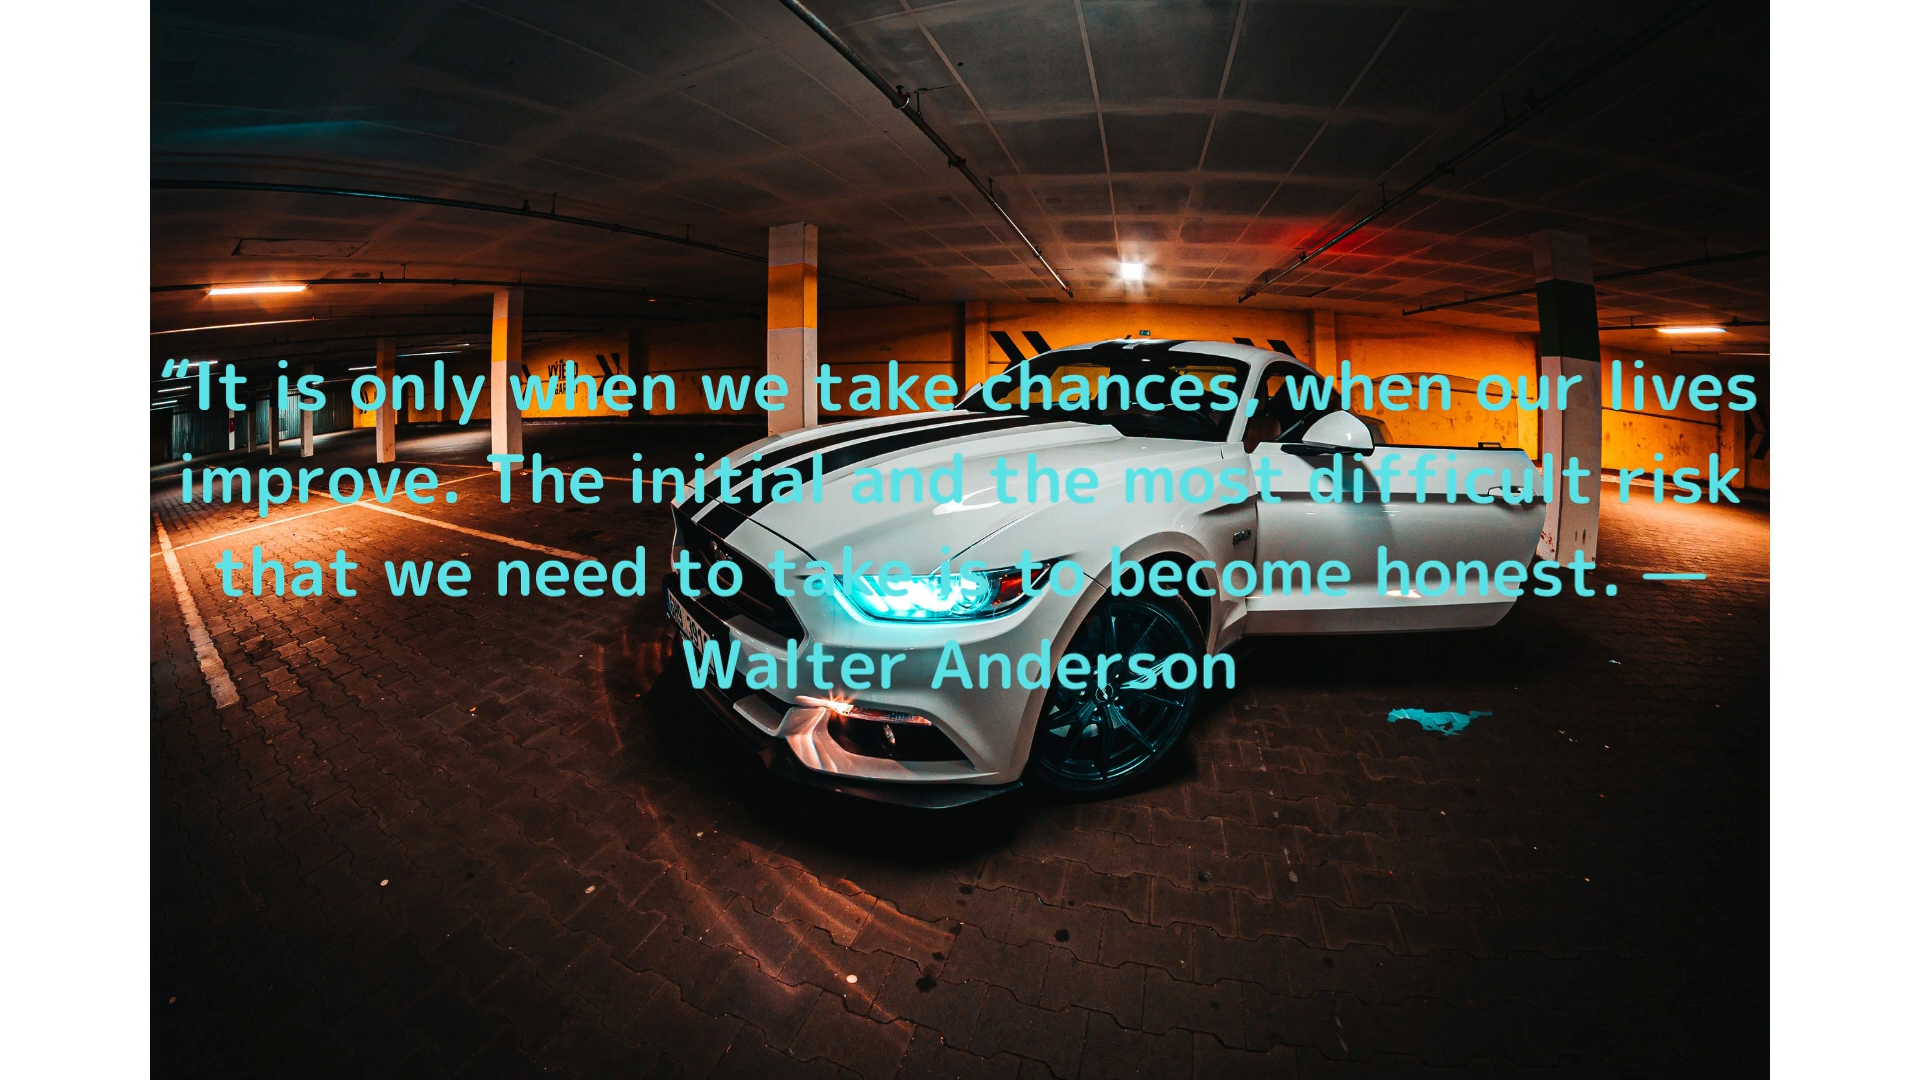 “It is only when we take chances, when our lives
improve. The initial and the most difficult risk
that we need to take is to become honest. —
Walter Anderson